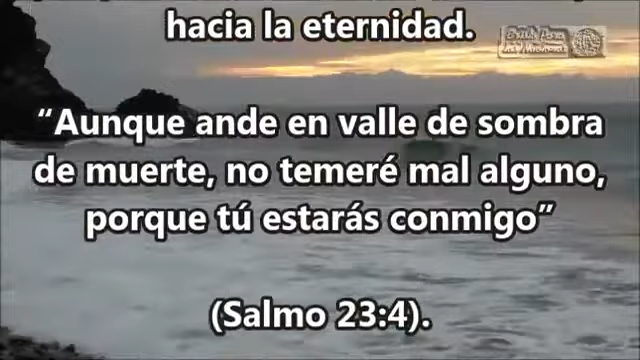 hacia la eternidad.
“Aunque ande en valle de sombra
de muerte, no temeré mal alguno,
porque tú estarás conmigo”
(Salmo 23:4).